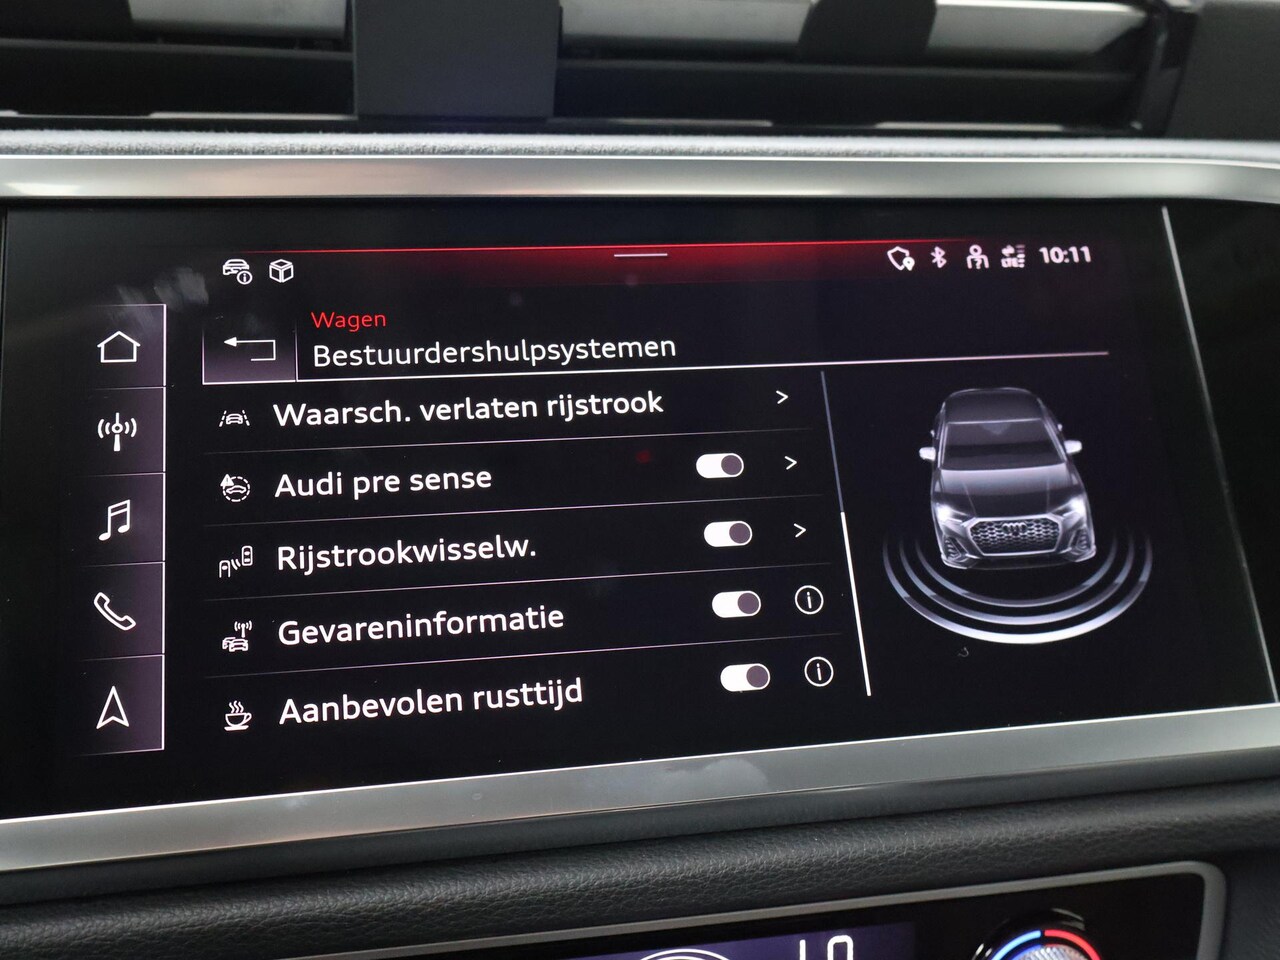 10:11
Wagen
Bestuurdershulpsystemen
Waarsch. verlaten rijstrook
Audi pre sense
Rijstrookwisselw.
Gevareninformatie
Aanbevolen rusttijd